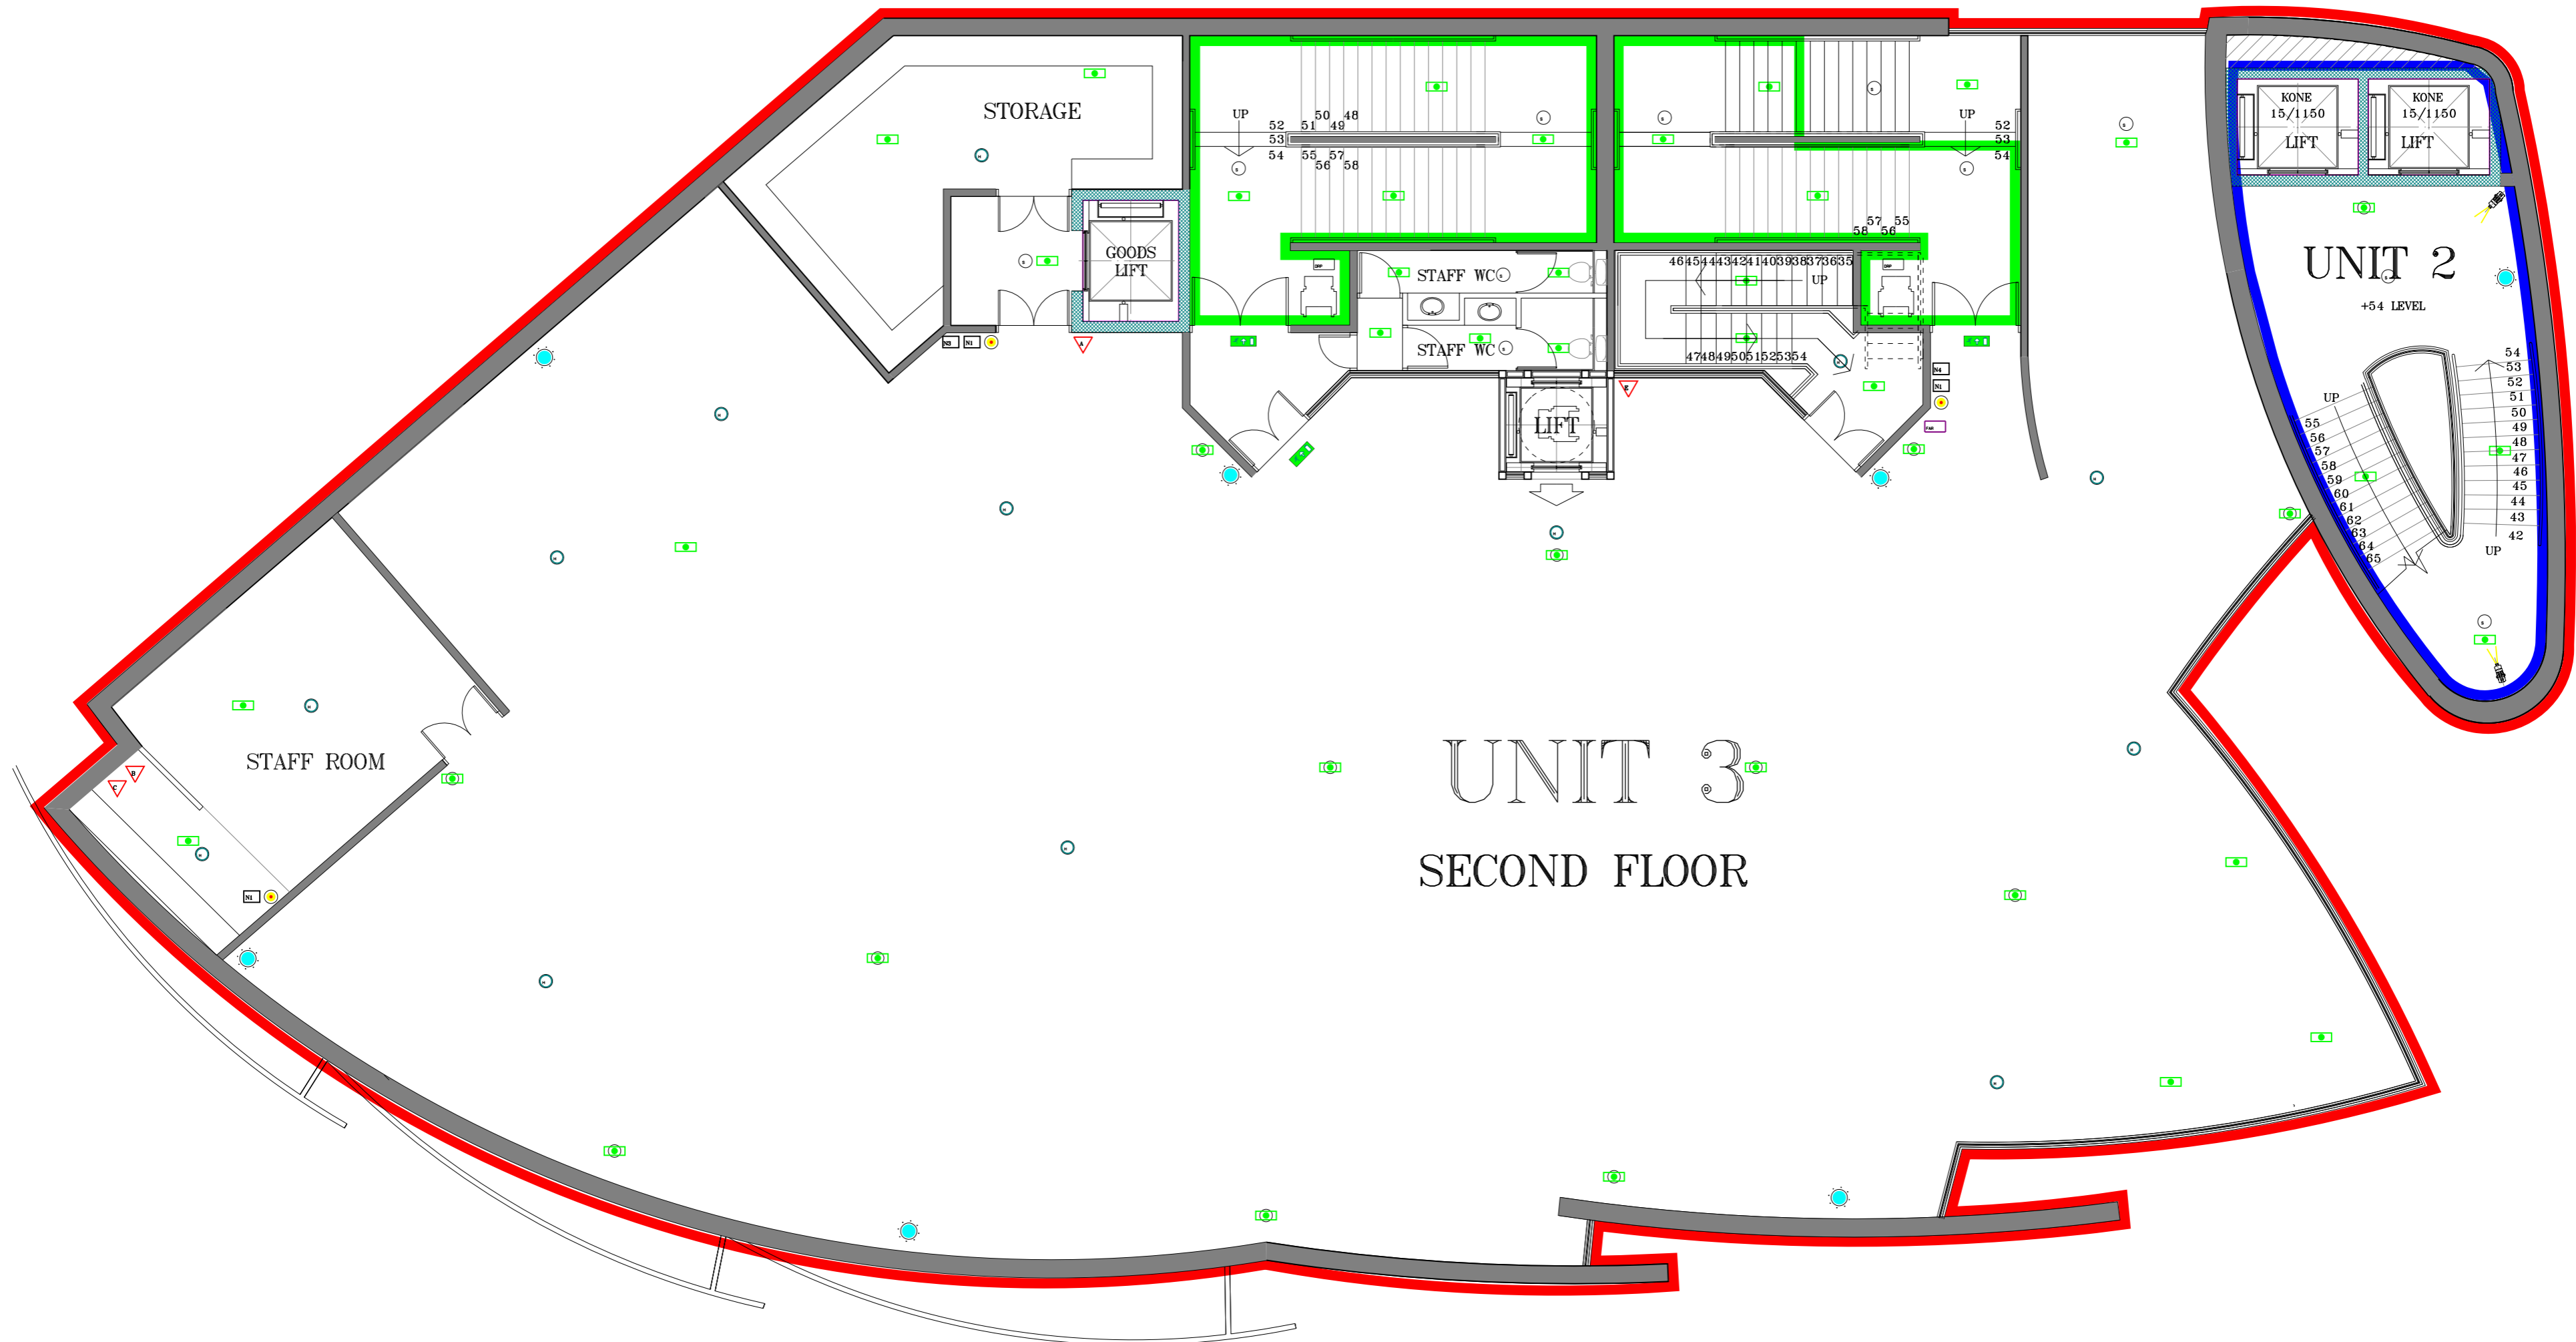 STORAGE
GOODS
LIFT
UP
50 48
52 51 49
53
54 55 57
56 58
UP
52
53
54
57 55
58 56
STAFF WC
STAFF WC
46 45 44 43 42 41 40 39 38 37 36 35
UP
47 48 49 50 51 52 53 54
LIFT
N1
A
N4
N1
KONE
15/1150
LIFT
KONE
15/1150
LIFT
UNIT 2
+54 LEVEL
UP
55
56
57
58
59
60
61
62
63
64
65
54
53
52
51
50
49
48
47
46
45
44
43
42
UP
STAFF ROOM
B
C
N1
UNIT 3
SECOND FLOOR